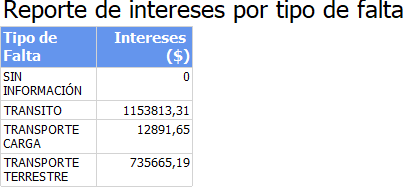 Reporte de intereses por tipo de falta
Tipo de Intereses
Falta ($)
SIN 0
INFORMACIÓN
TRANSITO 1153813,31
TRANSPORTE 12891,65
CARGA
TRANSPORTE 735665,19
TERRESTRE